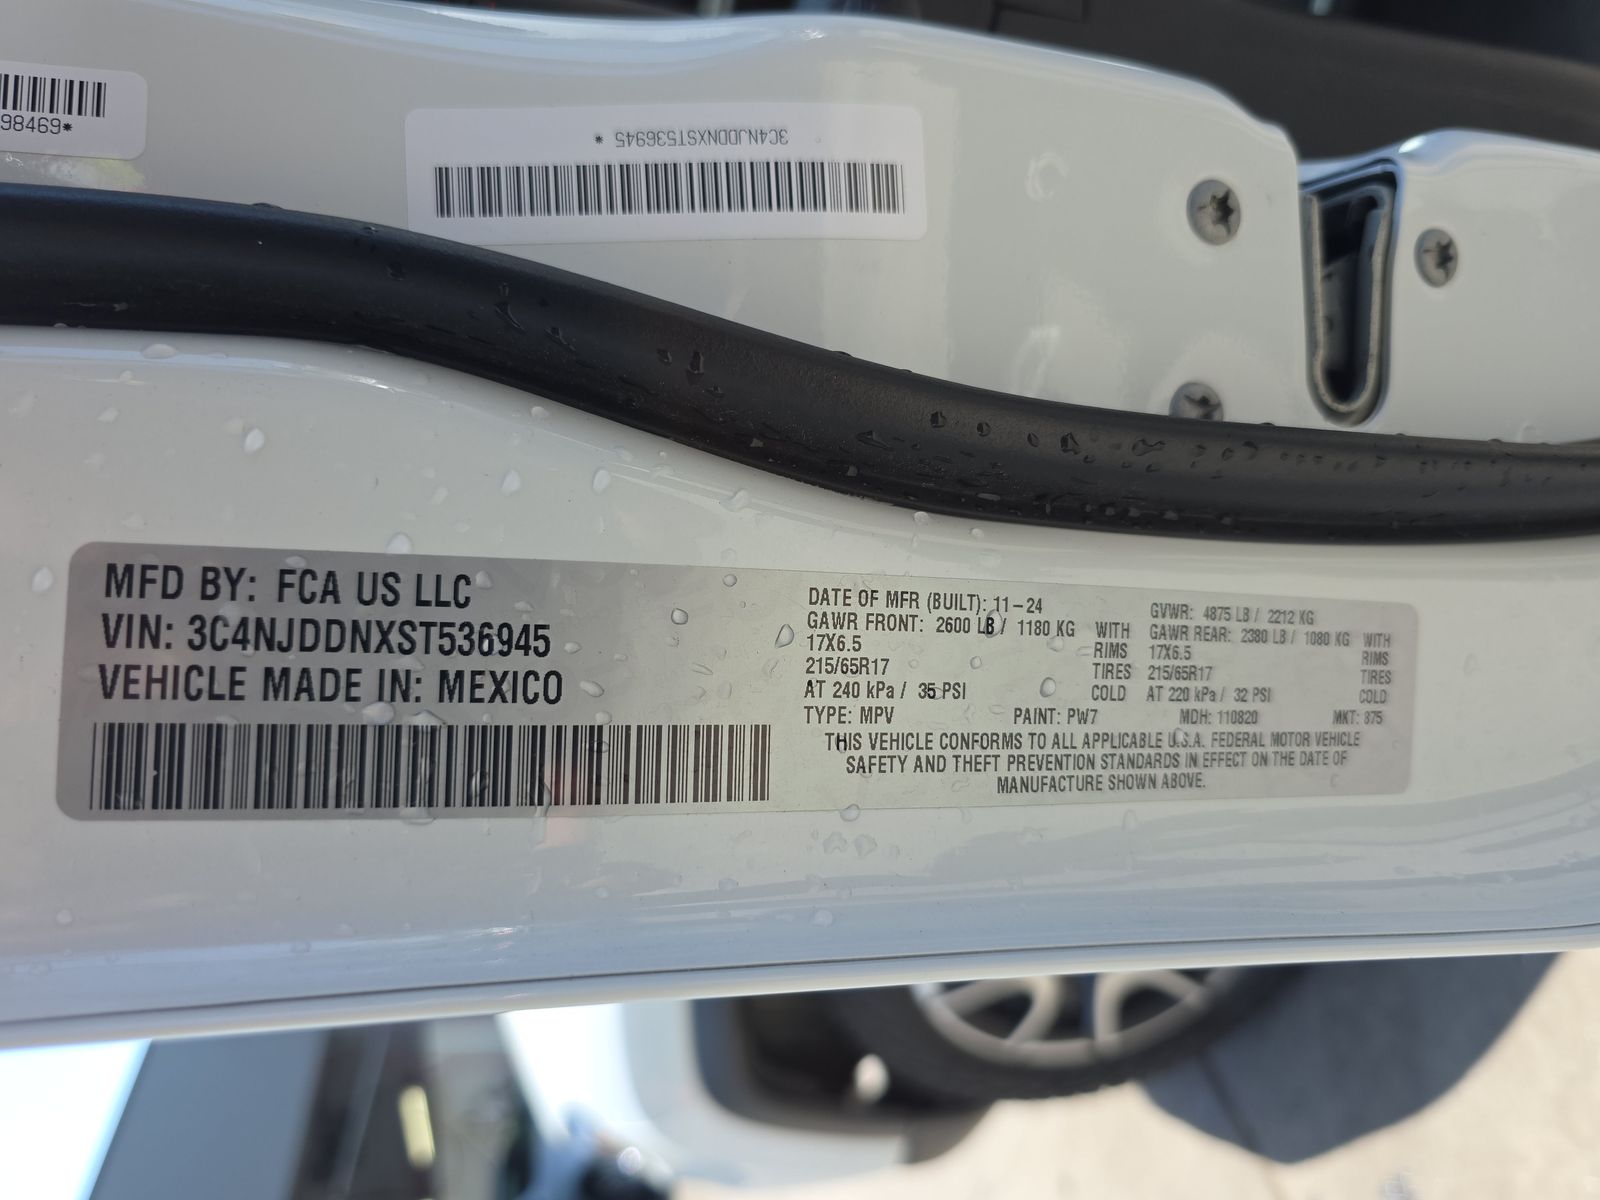 98469*
3C4NJDDNXST536945 *
MFD BY: FCA US LLC
VIN: 3C4NJDDNXST536945
VEHICLE MADE IN: MEXICO
DATE OF MFR (BUILT): 11-24
GAWR FRONT: 2600 LB / 1180 KG WITH
17X6.5 RIMS
215/65R17 TIRES
AT 240 kPa / 35 PSI COLD
GVWR: 4875 LB / 2212 KG
GAWR REAR: 2380 LB / 1080 KG WITH
17X6.5 RIMS
215/65R17 TIRES
AT 220 kPa / 32 PSI COLD
TYPE: MPV PAINT: PW7 MDH: 110820 MKT: 875
THIS VEHICLE CONFORMS TO ALL APPLICABLE U.S.A. FEDERAL MOTOR VEHICLE
SAFETY AND THEFT PREVENTION STANDARDS IN EFFECT ON THE DATE OF
MANUFACTURE SHOWN ABOVE.